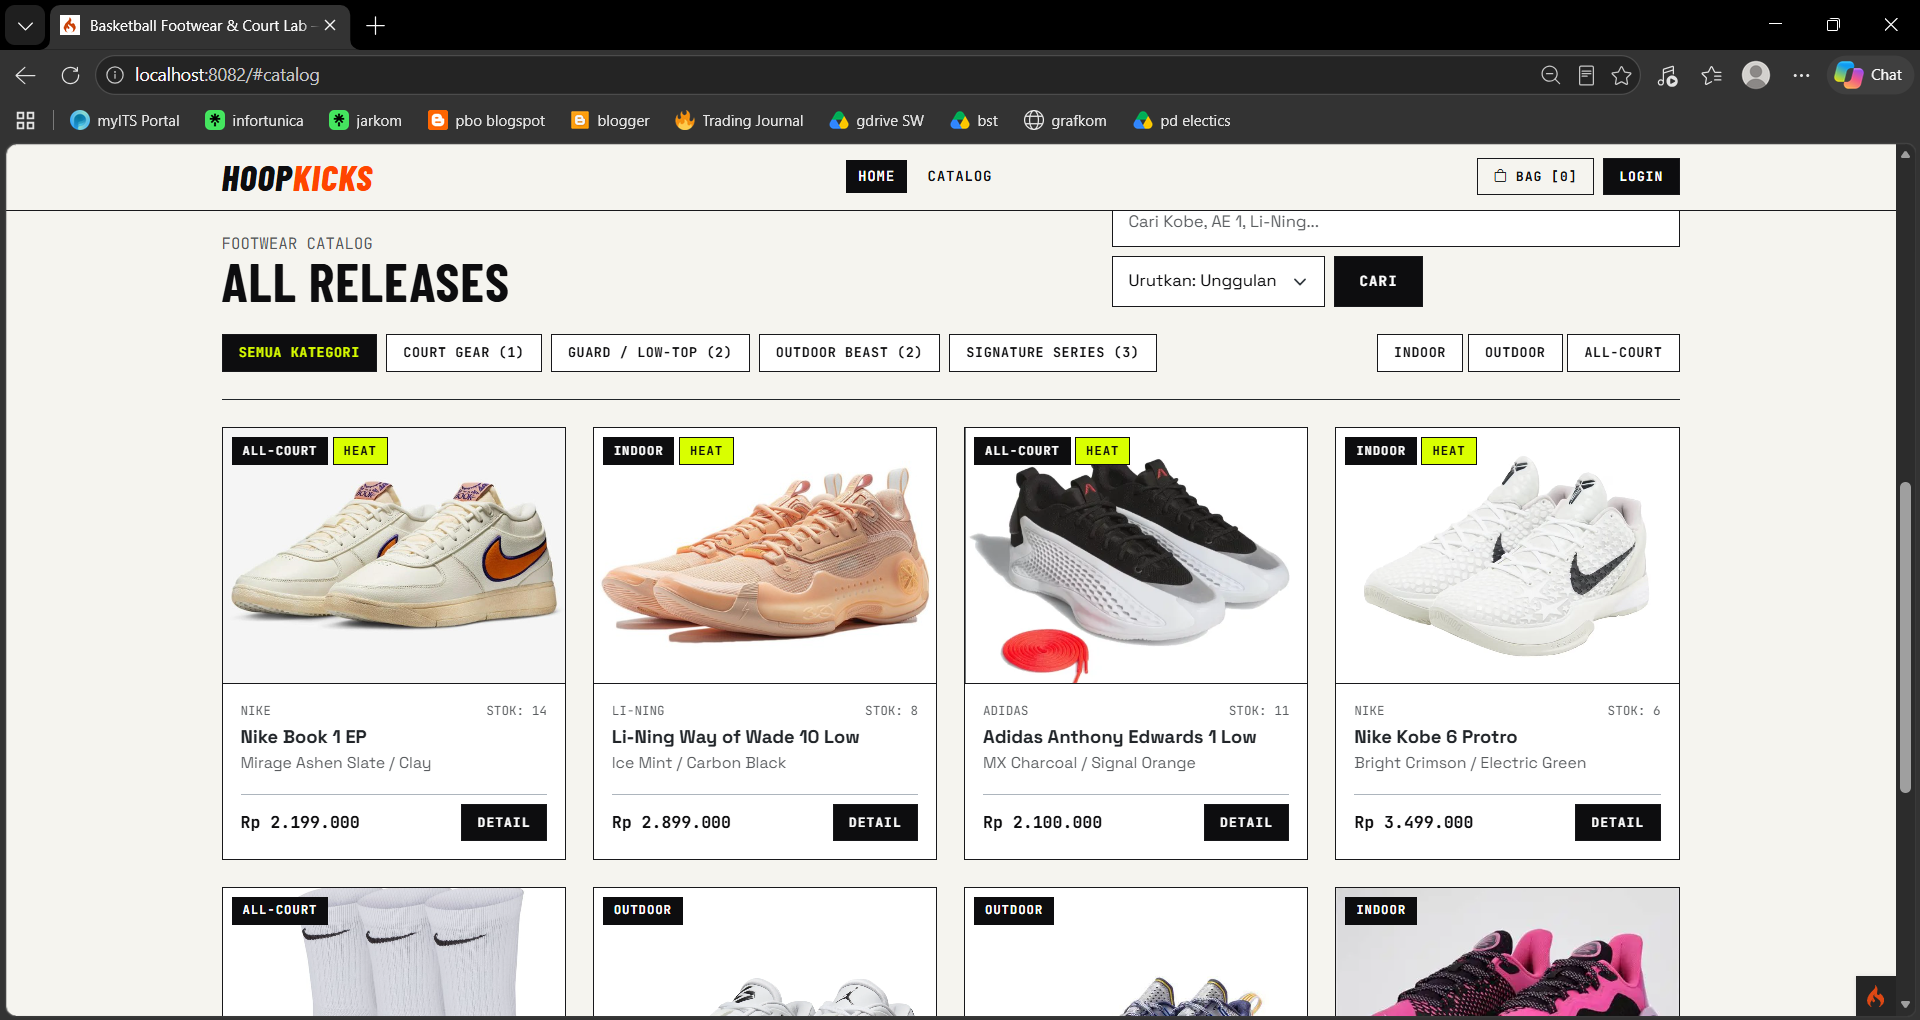 Basketball Footwear & Court Lab
localhost:8082/#catalog
Chat
myITS Portal
infortunica
jarkom
pbo blogspot
blogger
Trading Journal
gdrive SW
bst
grafkom
pd electics
HOOPKICKS
HOME
CATALOG
BAG [0]
LOGIN
Cari Kobe, AE 1, Li-Ning...
FOOTWEAR CATALOG
ALL RELEASES
Urutkan: Unggulan
CARI
SEMUA KATEGORI
COURT GEAR (1)
GUARD / LOW-TOP (2)
OUTDOOR BEAST (2)
SIGNATURE SERIES (3)
INDOOR
OUTDOOR
ALL-COURT
ALL-COURT
HEAT
NIKE
STOK: 14
Nike Book 1 EP
Mirage Ashen Slate / Clay
Rp 2.199.000
DETAIL
INDOOR
HEAT
LI-NING
STOK: 8
Li-Ning Way of Wade 10 Low
Ice Mint / Carbon Black
Rp 2.899.000
DETAIL
ALL-COURT
HEAT
ADIDAS
STOK: 11
Adidas Anthony Edwards 1 Low
MX Charcoal / Signal Orange
Rp 2.100.000
DETAIL
INDOOR
HEAT
NIKE
STOK: 6
Nike Kobe 6 Protro
Bright Crimson / Electric Green
Rp 3.499.000
DETAIL
ALL-COURT
OUTDOOR
OUTDOOR
INDOOR